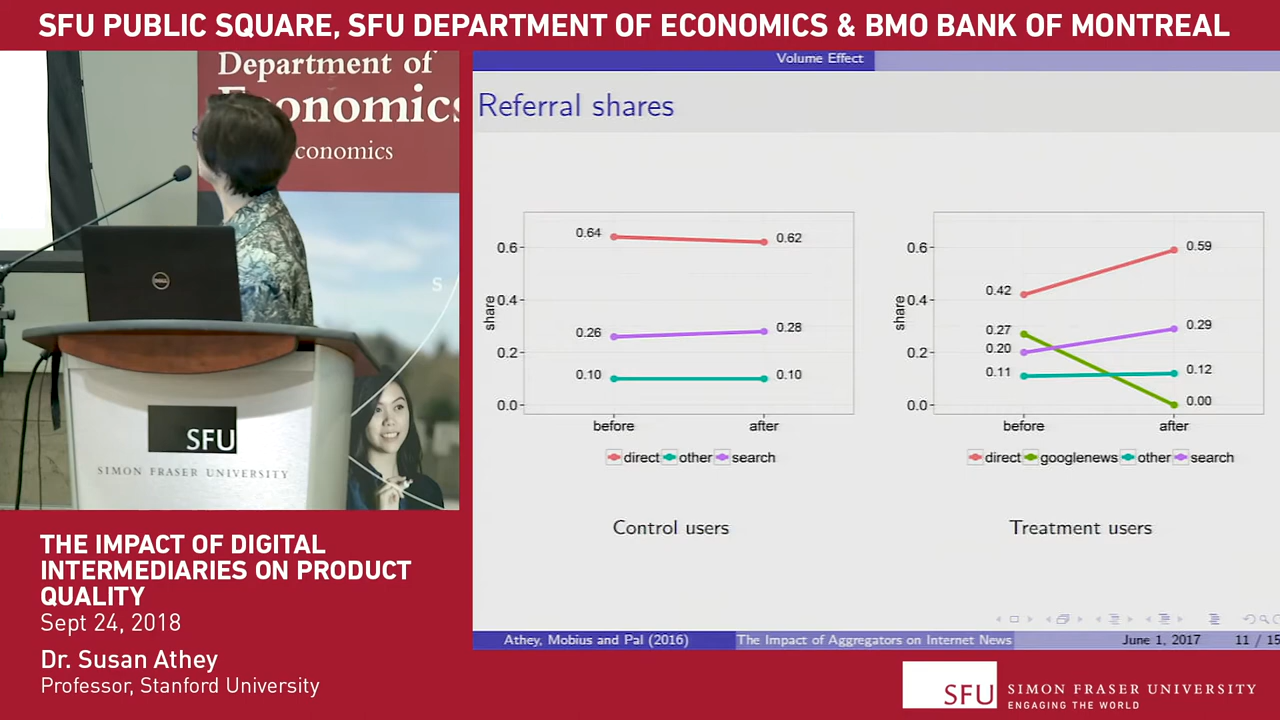 SFU PUBLIC SQUARE, SFU DEPARTMENT OF ECONOMICS & BMO BANK OF MONTREAL
Department of
Economics
conomics
S
DELL
SFU
SIMON FRASER UNIVERSITY
Volume Effect
Referral shares
share
0.6
0.4
0.2
0.0
0.64
0.62
0.26
0.28
0.10
0.10
before
after
direct other search
Control users
share
0.6
0.4
0.2
0.0
0.42
0.59
0.27
0.20
0.29
0.11
0.12
0.00
before
after
direct googlenews other search
Treatment users
Athey, Mobius and Pal (2016)
The Impact of Aggregators on Internet News
June 1, 2017
11 / 15
THE IMPACT OF DIGITAL
INTERMEDIARIES ON PRODUCT
QUALITY
Sept 24, 2018
Dr. Susan Athey
Professor, Stanford University
SFU
SIMON FRASER UNIVERSITY
ENGAGING THE WORLD